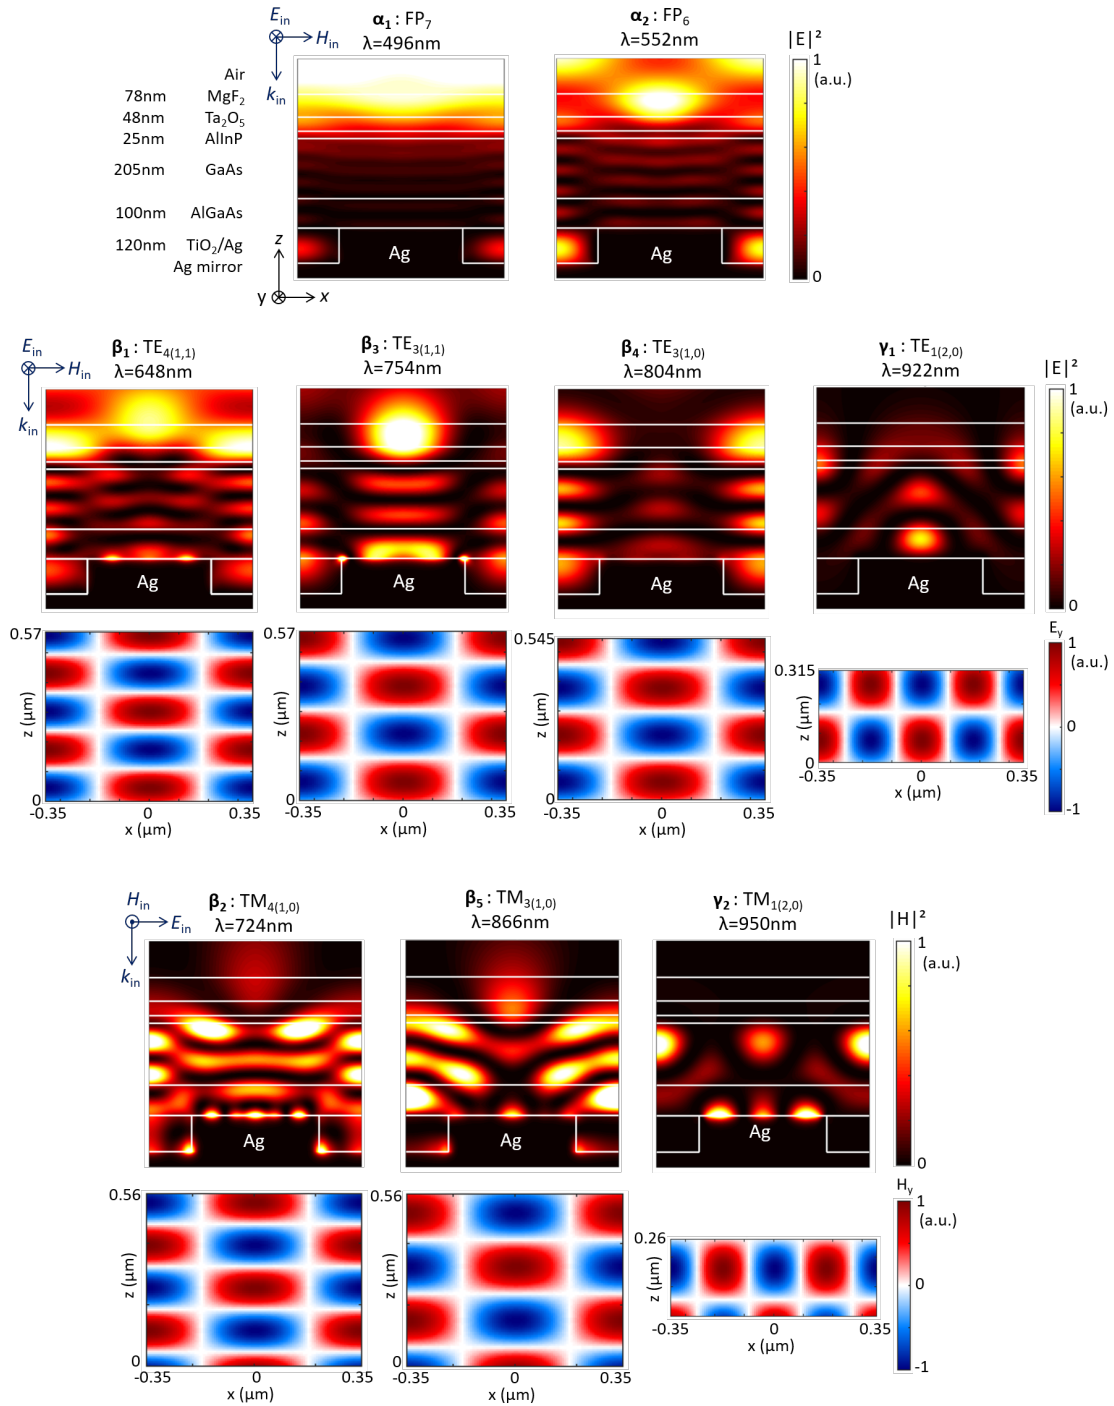 E_in
H_in
k_in
α₁ : FP₇
λ=496nm
α₂ : FP₆
λ=552nm
|E|²
1
(a.u.)
0
Air
78nm MgF₂
48nm Ta₂O₅
25nm AlInP
205nm GaAs
100nm AlGaAs
120nm TiO₂/Ag
Ag mirror
z
y
x
Ag
Ag
E_in
H_in
k_in
β₁ : TE₄₍₁,₁₎
λ=648nm
β₃ : TE₃₍₁,₁₎
λ=754nm
β₄ : TE₃₍₁,₀₎
λ=804nm
γ₁ : TE₁₍₂,₀₎
λ=922nm
|E|²
1
(a.u.)
0
Ag
Ag
Ag
Ag
0.57
z (µm)
0
-0.35 0 0.35
x (µm)
0.57
z (µm)
0
-0.35 0 0.35
x (µm)
0.545
z (µm)
0
-0.35 0 0.35
x (µm)
0.315
z (µm)
0
-0.35 0 0.35
x (µm)
E_y
1
(a.u.)
0
-1
H_in
E_in
k_in
β₂ : TM₄₍₁,₀₎
λ=724nm
β₅ : TM₃₍₁,₀₎
λ=866nm
γ₂ : TM₁₍₂,₀₎
λ=950nm
|H|²
1
(a.u.)
0
Ag
Ag
Ag
0.56
z (µm)
0
-0.35 0 0.35
x (µm)
0.56
z (µm)
0
-0.35 0 0.35
x (µm)
0.26
z (µm)
-0.35 0 0.35
x (µm)
H_y
1
(a.u.)
0
-1